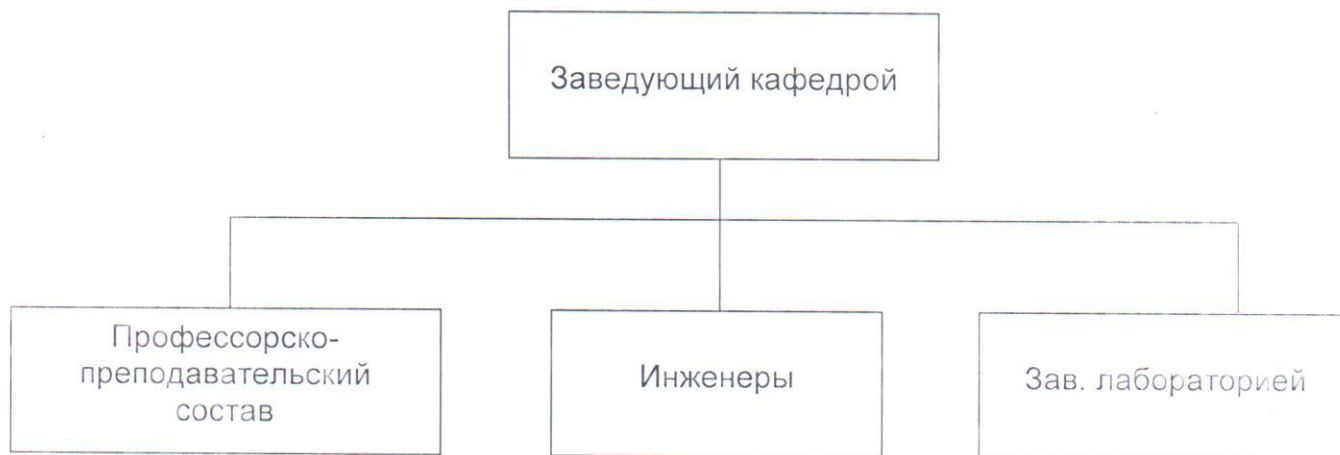 Заведующий кафедрой
Профессорско-
преподавательский
состав
Инженеры
Зав. лабораторией